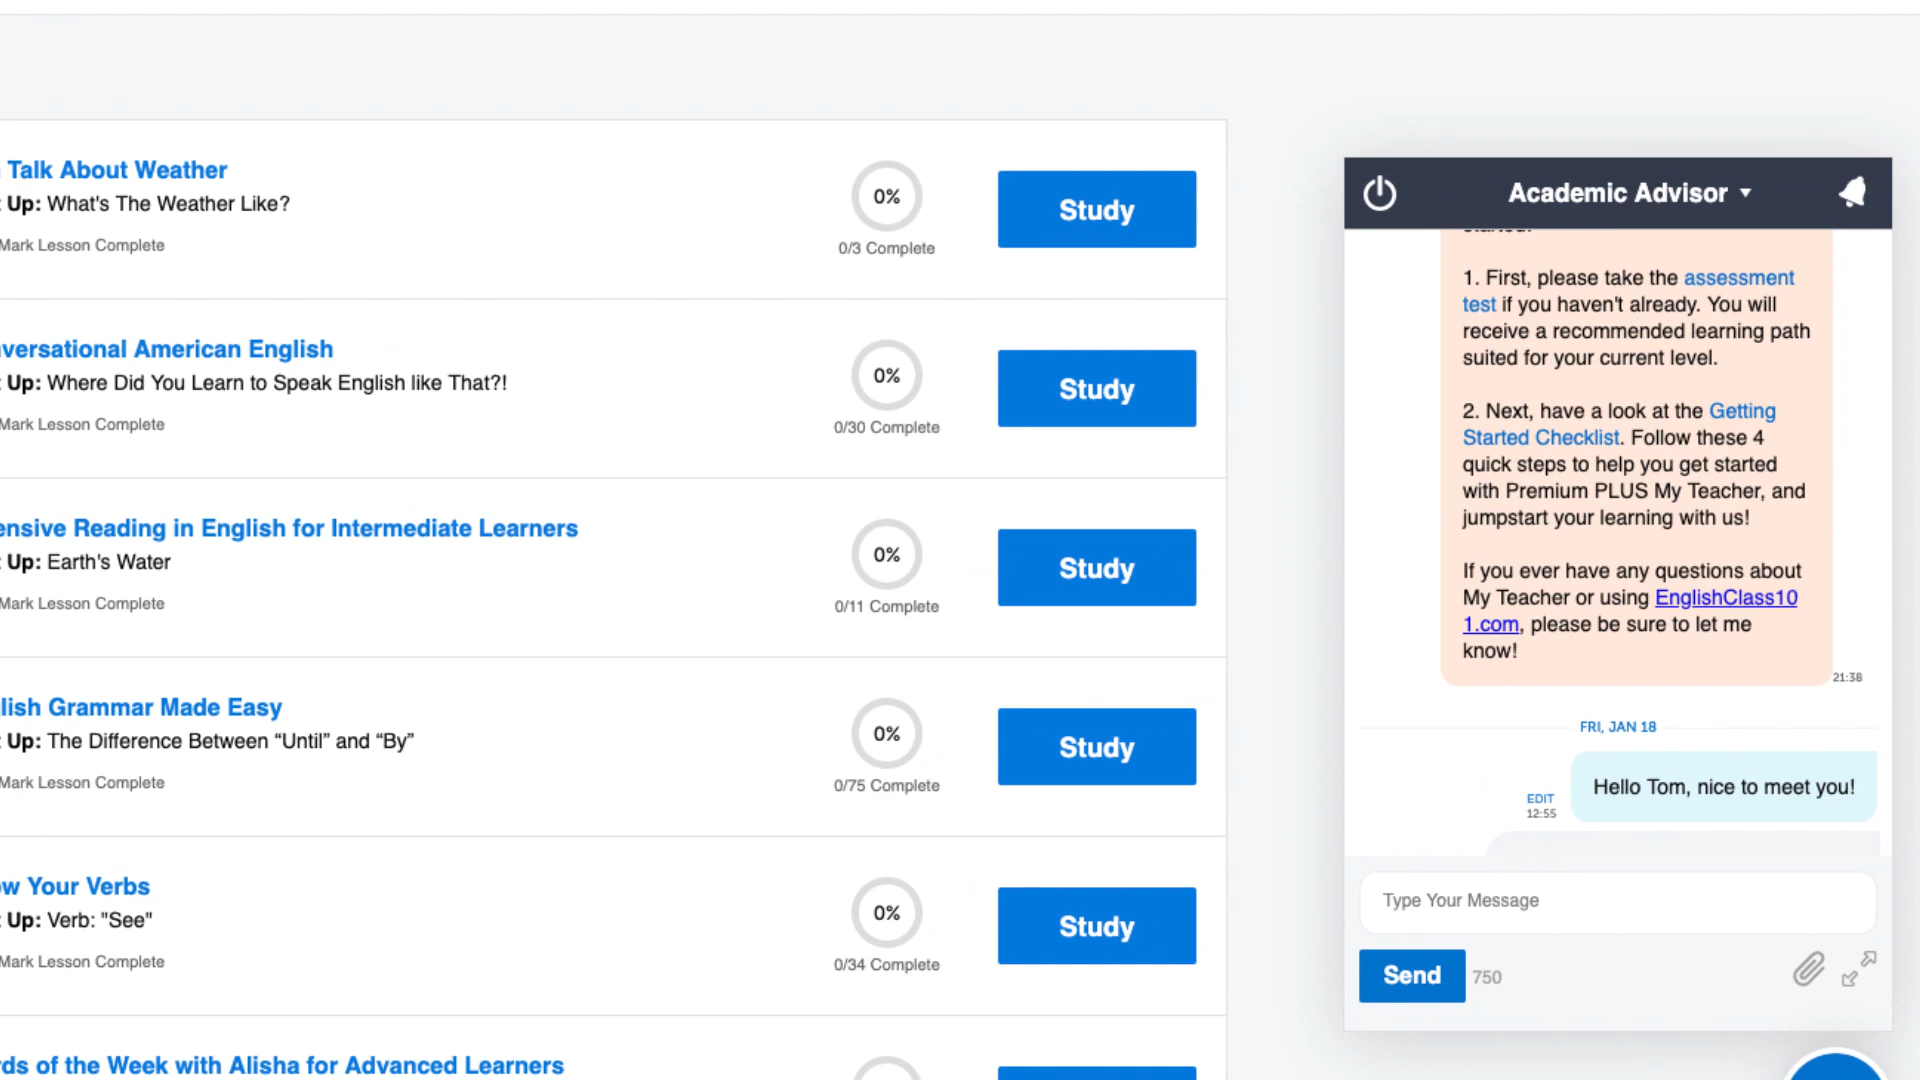 Talk About Weather
Up: What's The Weather Like?
Mark Lesson Complete
0%
0/3 Complete
Study
versational American English
Up: Where Did You Learn to Speak English like That?!
Mark Lesson Complete
0%
0/30 Complete
Study
ensive Reading in English for Intermediate Learners
Up: Earth's Water
Mark Lesson Complete
0%
0/11 Complete
Study
lish Grammar Made Easy
Up: The Difference Between “Until” and “By”
Mark Lesson Complete
0%
0/75 Complete
Study
ow Your Verbs
Up: Verb: "See"
Mark Lesson Complete
0%
0/34 Complete
Study
ds of the Week with Alisha for Advanced Learners
Academic Advisor
1. First, please take the assessment
test if you haven't already. You will
receive a recommended learning path
suited for your current level.
2. Next, have a look at the Getting
Started Checklist. Follow these 4
quick steps to help you get started
with Premium PLUS My Teacher, and
jumpstart your learning with us!
If you ever have any questions about
My Teacher or using EnglishClass10
1.com, please be sure to let me
know!
21:38
FRI, JAN 18
Hello Tom, nice to meet you!
EDIT
12:55
Type Your Message
Send
750